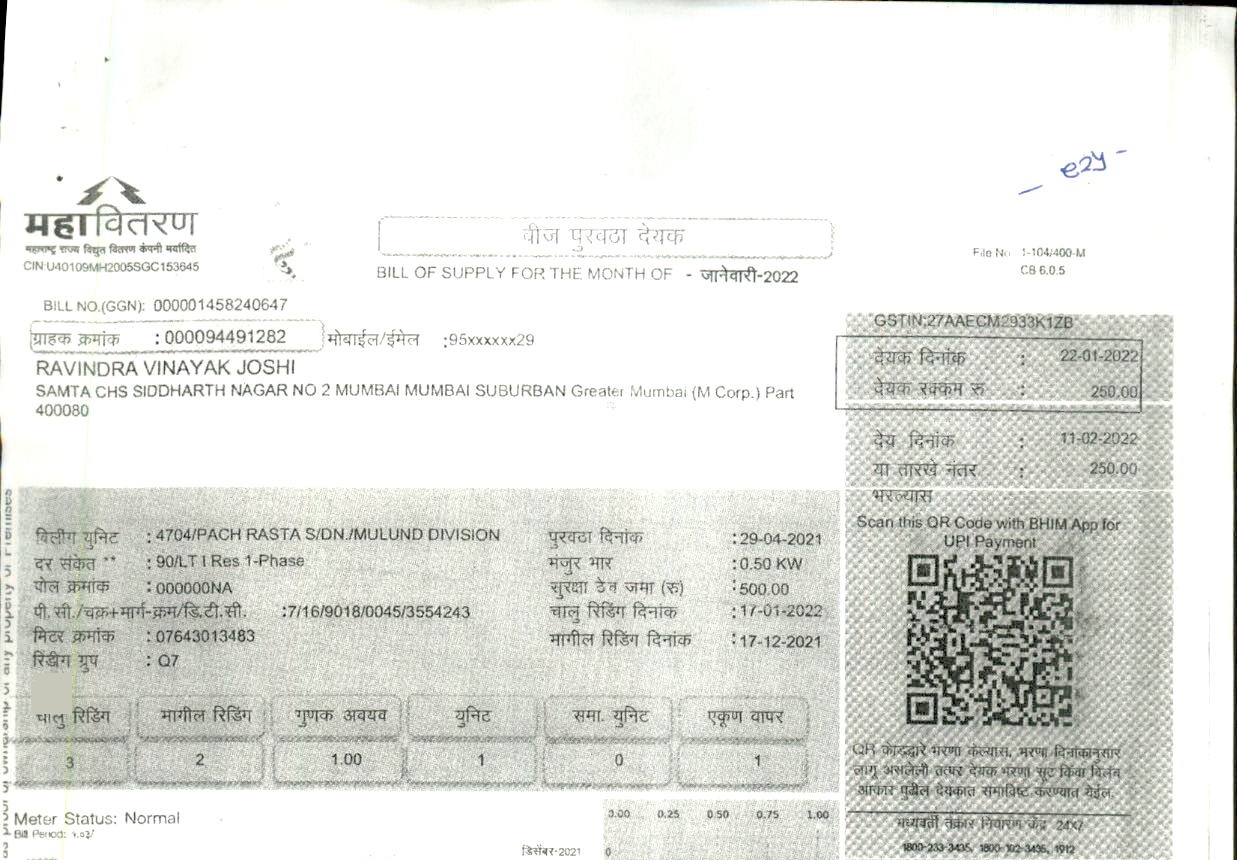 - e2y -
महावितरण
महाराष्ट्र राज्य विद्युत वितरण कंपनी मर्यादित
CIN:U40109MH2005SGC153645
वीज पुरवठा देयक
BILL OF SUPPLY FOR THE MONTH OF - जानेवारी-2022
File No 1-104/400-M
CB 6.0.5
BILL NO.(GGN): 000001458240647
ग्राहक क्रमांक :000094491282 मोबाईल/ईमेल :95xxxxxx29
RAVINDRA VINAYAK JOSHI
SAMTA CHS SIDDHARTH NAGAR NO 2 MUMBAI MUMBAI SUBURBAN Greater Mumbai (M Corp.) Part
400080
GSTIN:27AAECM2933K1ZB
देयक दिनांक : 22-01-2022
देयक रक्कम रु : 250.00
देय दिनांक : 11-02-2022
या तारखे नंतर : 250.00
भरल्यास
Scan this QR Code with BHIM App for
UPI Payment
बिलींग युनिट : 4704/PACH RASTA S/DN./MULUND DIVISION
दर संकेत ** : 90/LT I Res 1-Phase
पोल क्रमांक : 000000NA
पी.सी./चक्र+मार्ग-क्रम/डि.टी.सी. :7/16/9018/0045/3554243
मिटर क्रमांक : 07643013483
रिडींग ग्रुप : Q7
पुरवठा दिनांक :29-04-2021
मंजुर भार :0.50 KW
सुरक्षा ठेव जमा (रु) :500.00
चालु रिडिंग दिनांक :17-01-2022
मागील रिडिंग दिनांक :17-12-2021
चालु रिडिंग मागील रिडिंग गुणक अवयव युनिट समा. युनिट एकूण वापर
3 2 1.00 1 0 1
QR कोडद्वारे भरणा केल्यास, भरणा दिनांकानुसार
लागू असलेली तत्पर देयक भरणा सूट किंवा विलंब
आकार पुढील देयकात समाविष्ट करण्यात येईल.
मध्यवर्ती तक्रार निवारण केंद्र 24X7
1800-233-3435, 1800-102-3435, 1912
Meter Status: Normal
Bill Period: १.०३/
0.00 0.25 0.50 0.75 1.00
डिसेंबर-2021 0